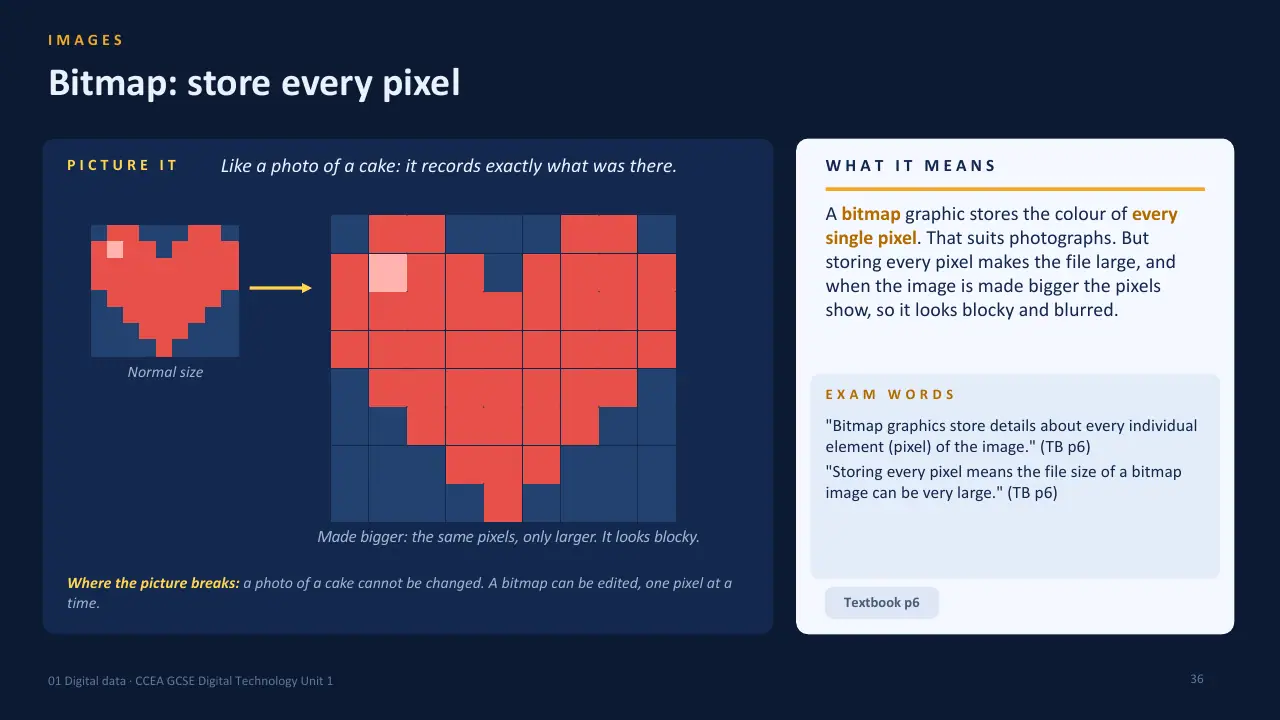 IMAGES
Bitmap: store every pixel
PICTURE IT
Like a photo of a cake: it records exactly what was there.
Normal size
Made bigger: the same pixels, only larger. It looks blocky.
Where the picture breaks: a photo of a cake cannot be changed. A bitmap can be edited, one pixel at a
time.
WHAT IT MEANS
A bitmap graphic stores the colour of every
single pixel. That suits photographs. But
storing every pixel makes the file large, and
when the image is made bigger the pixels
show, so it looks blocky and blurred.
EXAM WORDS
"Bitmap graphics store details about every individual
element (pixel) of the image." (TB p6)
"Storing every pixel means the file size of a bitmap
image can be very large." (TB p6)
Textbook p6
01 Digital data · CCEA GCSE Digital Technology Unit 1
36